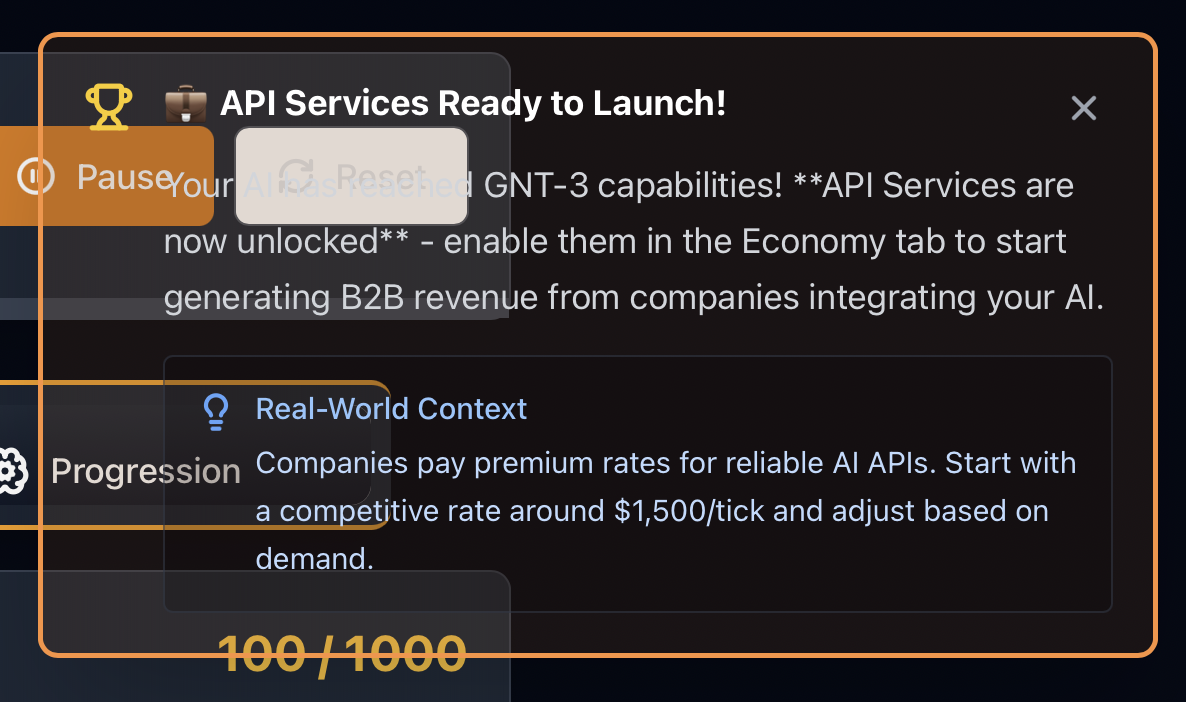 💼 API Services Ready to Launch!
Pause
Reset
Your AI has reached GNT-3 capabilities! **API Services are
now unlocked** - enable them in the Economy tab to start
generating B2B revenue from companies integrating your AI.
Real-World Context
Progression
Companies pay premium rates for reliable AI APIs. Start with
a competitive rate around $1,500/tick and adjust based on
demand.
100 / 1000